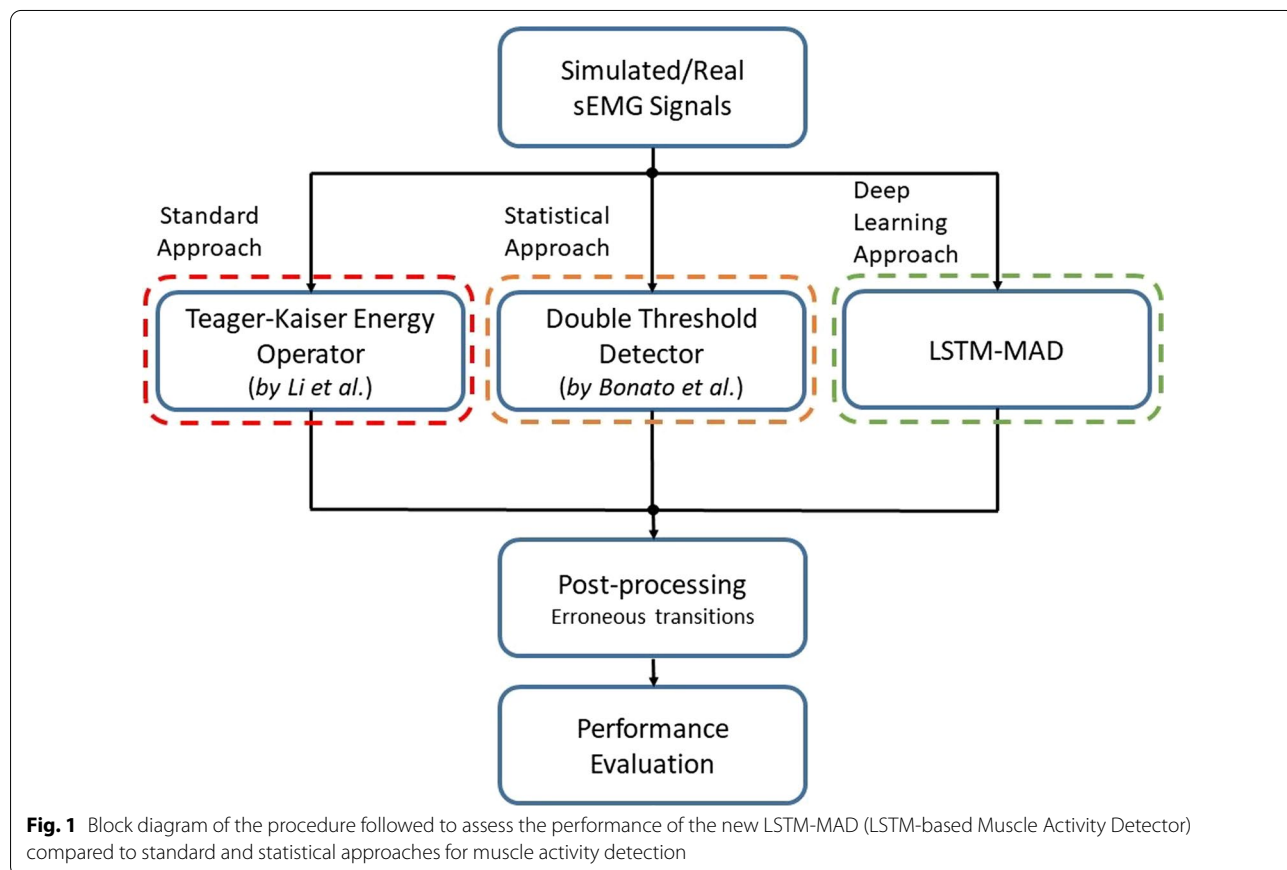 Simulated/Real
sEMG Signals
Standard
Approach
Statistical
Approach
Deep
Learning
Approach
Teager-Kaiser Energy
Operator
(by Li et al.)
Double Threshold
Detector
(by Bonato et al.)
LSTM-MAD
Post-processing
Erroneous transitions
Performance
Evaluation
Fig. 1 Block diagram of the procedure followed to assess the performance of the new LSTM-MAD (LSTM-based Muscle Activity Detector)
compared to standard and statistical approaches for muscle activity detection